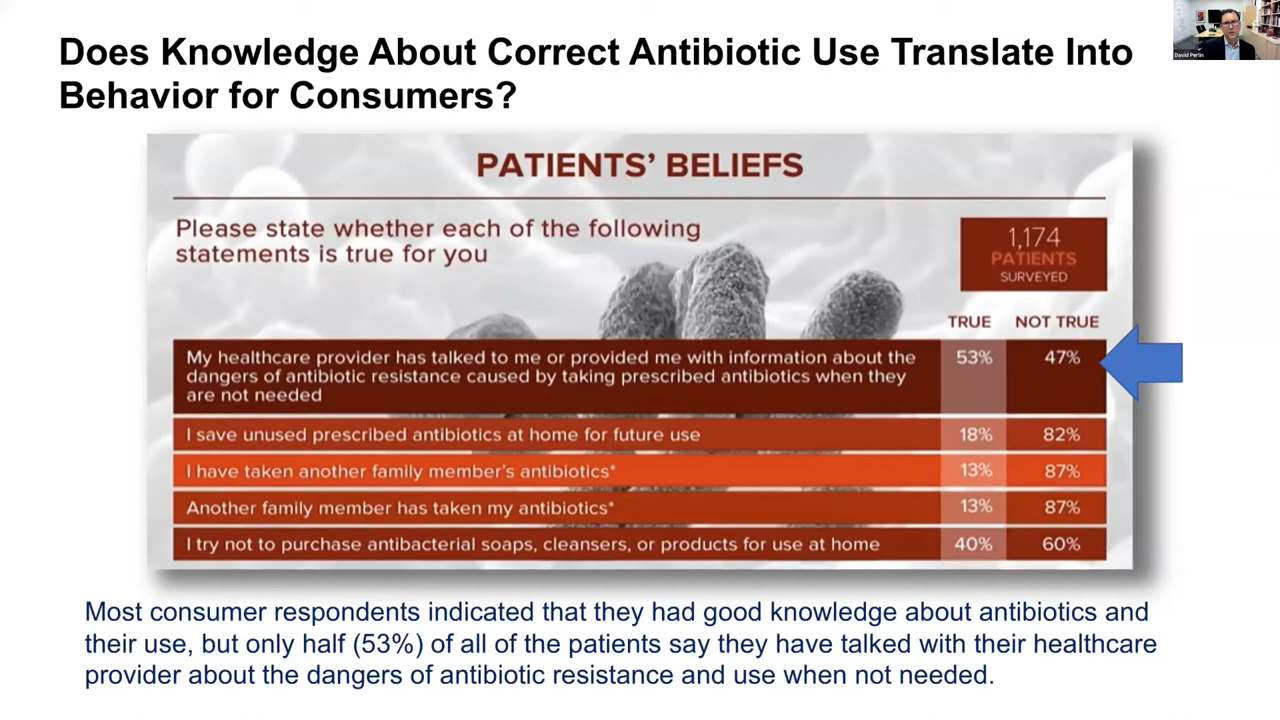 Does Knowledge About Correct Antibiotic Use Translate Into
Behavior for Consumers?
David Perlin
PATIENTS' BELIEFS
Please state whether each of the following
statements is true for you
1,174
PATIENTS
SURVEYED
TRUE NOT TRUE
My healthcare provider has talked to me or provided me with information about the 53% 47%
dangers of antibiotic resistance caused by taking prescribed antibiotics when they
are not needed
I save unused prescribed antibiotics at home for future use 18% 82%
I have taken another family member's antibiotics* 13% 87%
Another family member has taken my antibiotics* 13% 87%
I try not to purchase antibacterial soaps, cleansers, or products for use at home 40% 60%
Most consumer respondents indicated that they had good knowledge about antibiotics and
their use, but only half (53%) of all of the patients say they have talked with their healthcare
provider about the dangers of antibiotic resistance and use when not needed.